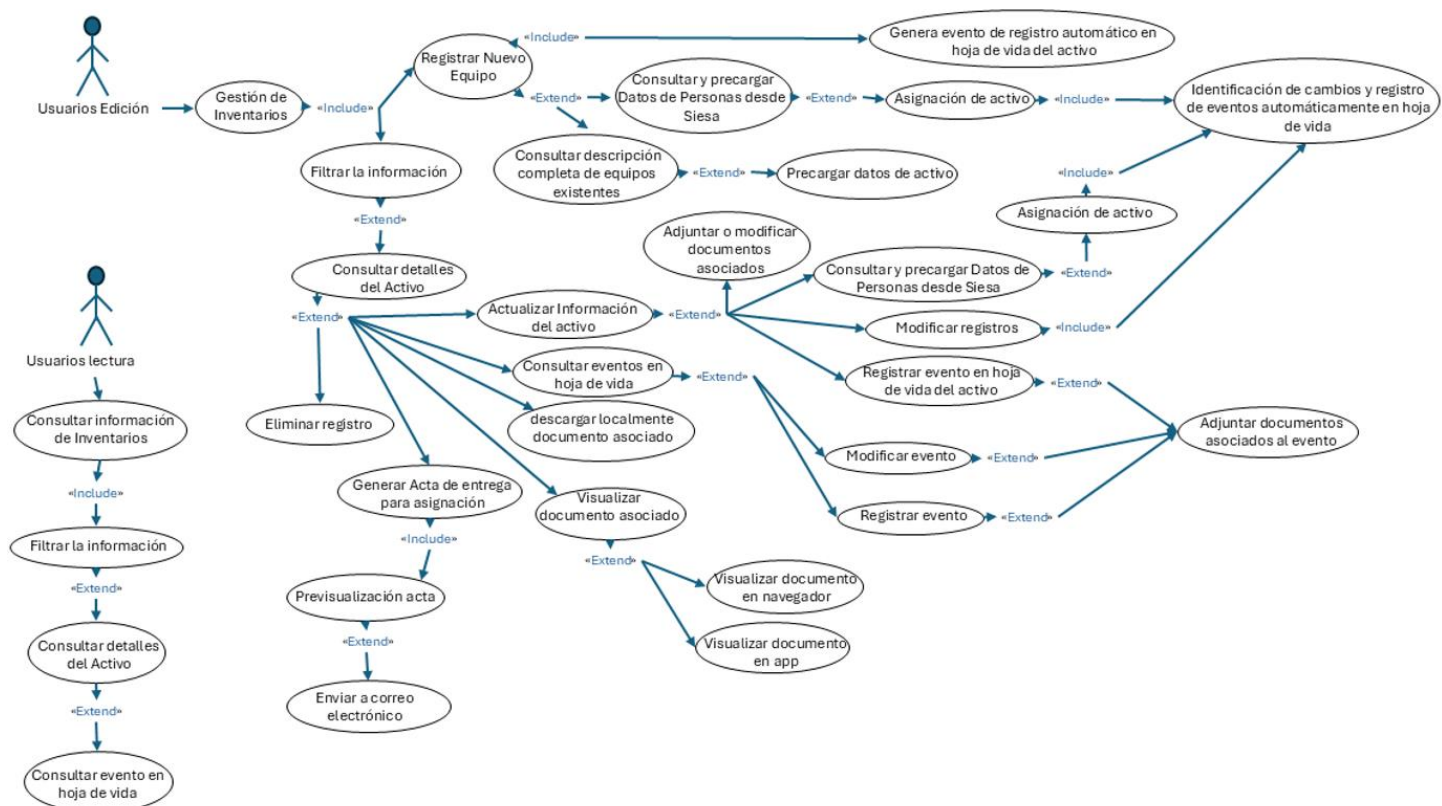 Usuarios Edición
Gestión de
Inventarios
«Include»
Registrar Nuevo
Equipo
«Include»
Genera evento de registro automático en
hoja de vida del activo
«Extend»
Consultar y precargar
Datos de Personas desde
Siesa
«Extend»
Asignación de activo
«Include»
Identificación de cambios y registro
de eventos automáticamente en hoja
de vida
Consultar descripción
completa de equipos
existentes
«Extend»
Precargar datos de activo
Filtrar la información
«Extend»
Consultar detalles
del Activo
«Extend»
Actualizar Información
del activo
«Extend»
Adjuntar o modificar
documentos
asociados
Consultar y precargar Datos de
Personas desde Siesa
«Extend»
Asignación de activo
«Include»
Modificar registros
«Include»
Registrar evento en hoja
de vida del activo
«Extend»
Adjuntar documentos
asociados al evento
Consultar eventos en
hoja de vida
«Extend»
Modificar evento
«Extend»
Registrar evento
«Extend»
descargar localmente
documento asociado
Eliminar registro
Generar Acta de entrega
para asignación
«Include»
Previsualización acta
«Extend»
Enviar a correo
electrónico
Visualizar
documento asociado
«Extend»
Visualizar documento
en navegador
Visualizar documento
en app
Usuarios lectura
Consultar información
de Inventarios
«Include»
Filtrar la información
«Extend»
Consultar detalles
del Activo
«Extend»
Consultar evento en
hoja de vida